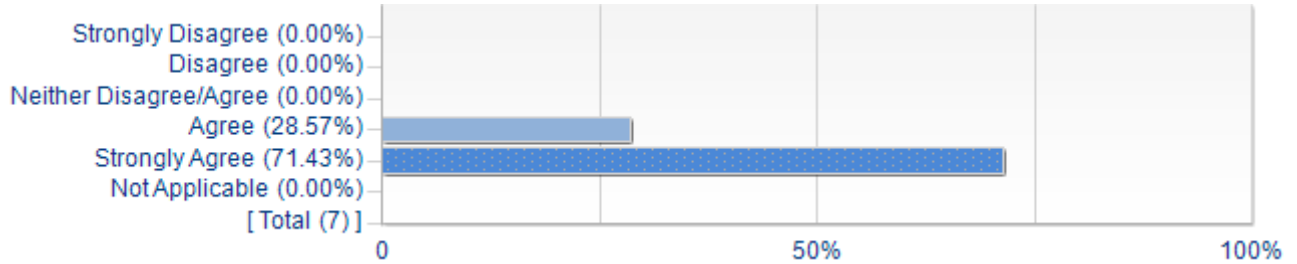 Strongly Disagree (0.00%)
Disagree (0.00%)
Neither Disagree/Agree (0.00%)
Agree (28.57%)
Strongly Agree (71.43%)
Not Applicable (0.00%)
[ Total (7) ]
0 50% 100%